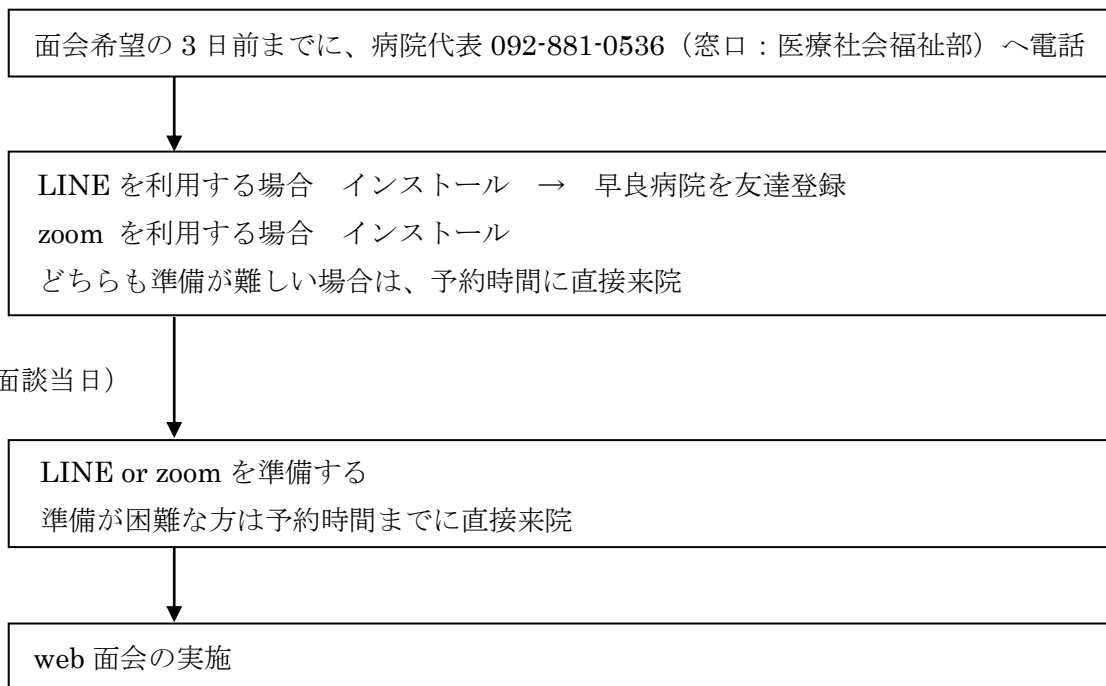 面会希望の 3 日前までに、病院代表 092-881-0536（窓口：医療社会福祉部）へ電話
LINE を利用する場合　インストール　→　早良病院を友達登録
zoom を利用する場合　インストール
どちらも準備が難しい場合は、予約時間に直接来院
面談当日）
LINE or zoom を準備する
準備が困難な方は予約時間までに直接来院
web 面会の実施